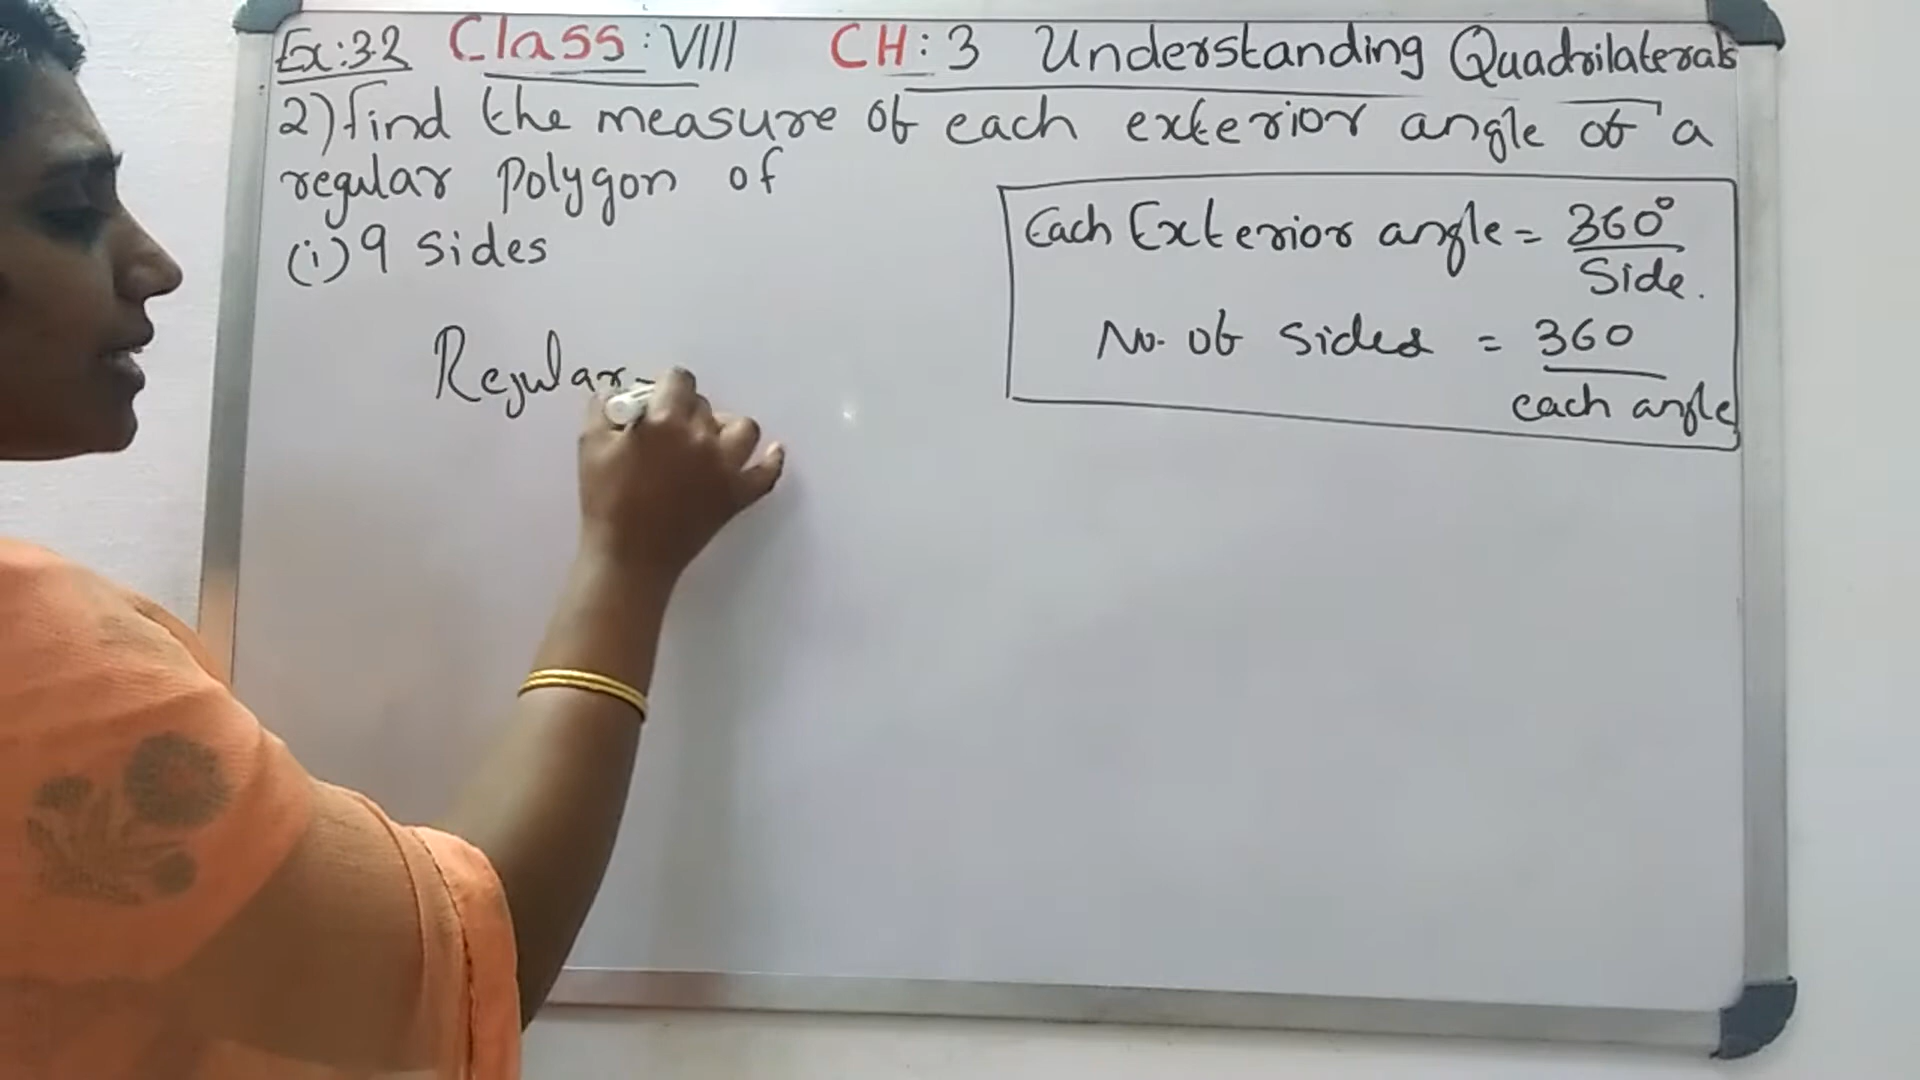 Ex:3.2 Class : VIII CH : 3 Understanding Quadrilaterals
2) find the measure of each exterior angle of a
regular Polygon of
(i) 9 sides
Each Exterior angle = 360°
Side.
No. of sides = 360
each angle
Regular